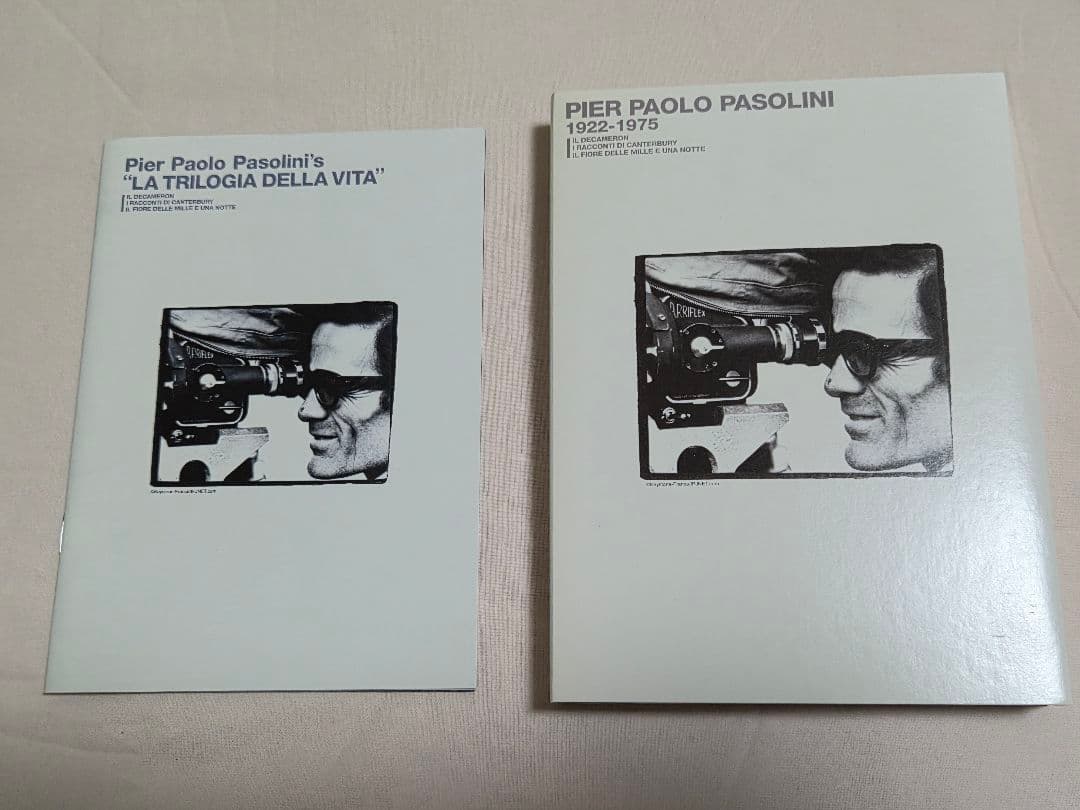 Pier Paolo Pasolini's
"LA TRILOGIA DELLA VITA"
IL DECAMERON
I RACCONTI DI CANTERBURY
IL FIORE DELLE MILLE E UNA NOTTE
ARRIFLEX
PIER PAOLO PASOLINI
1922-1975
IL DECAMERON
I RACCONTI DI CANTERBURY
IL FIORE DELLE MILLE E UNA NOTTE
ARRIFLEX